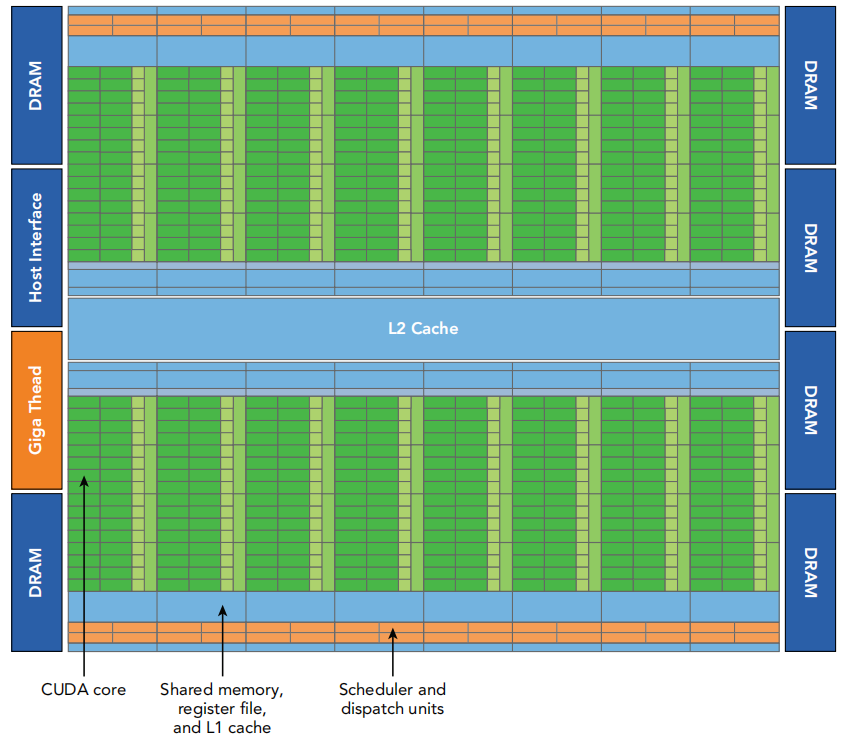 DRAM
Host Interface
Giga Thead
DRAM
L2 Cache
DRAM
DRAM
DRAM
DRAM
CUDA core
Shared memory,
register file,
and L1 cache
Scheduler and
dispatch units